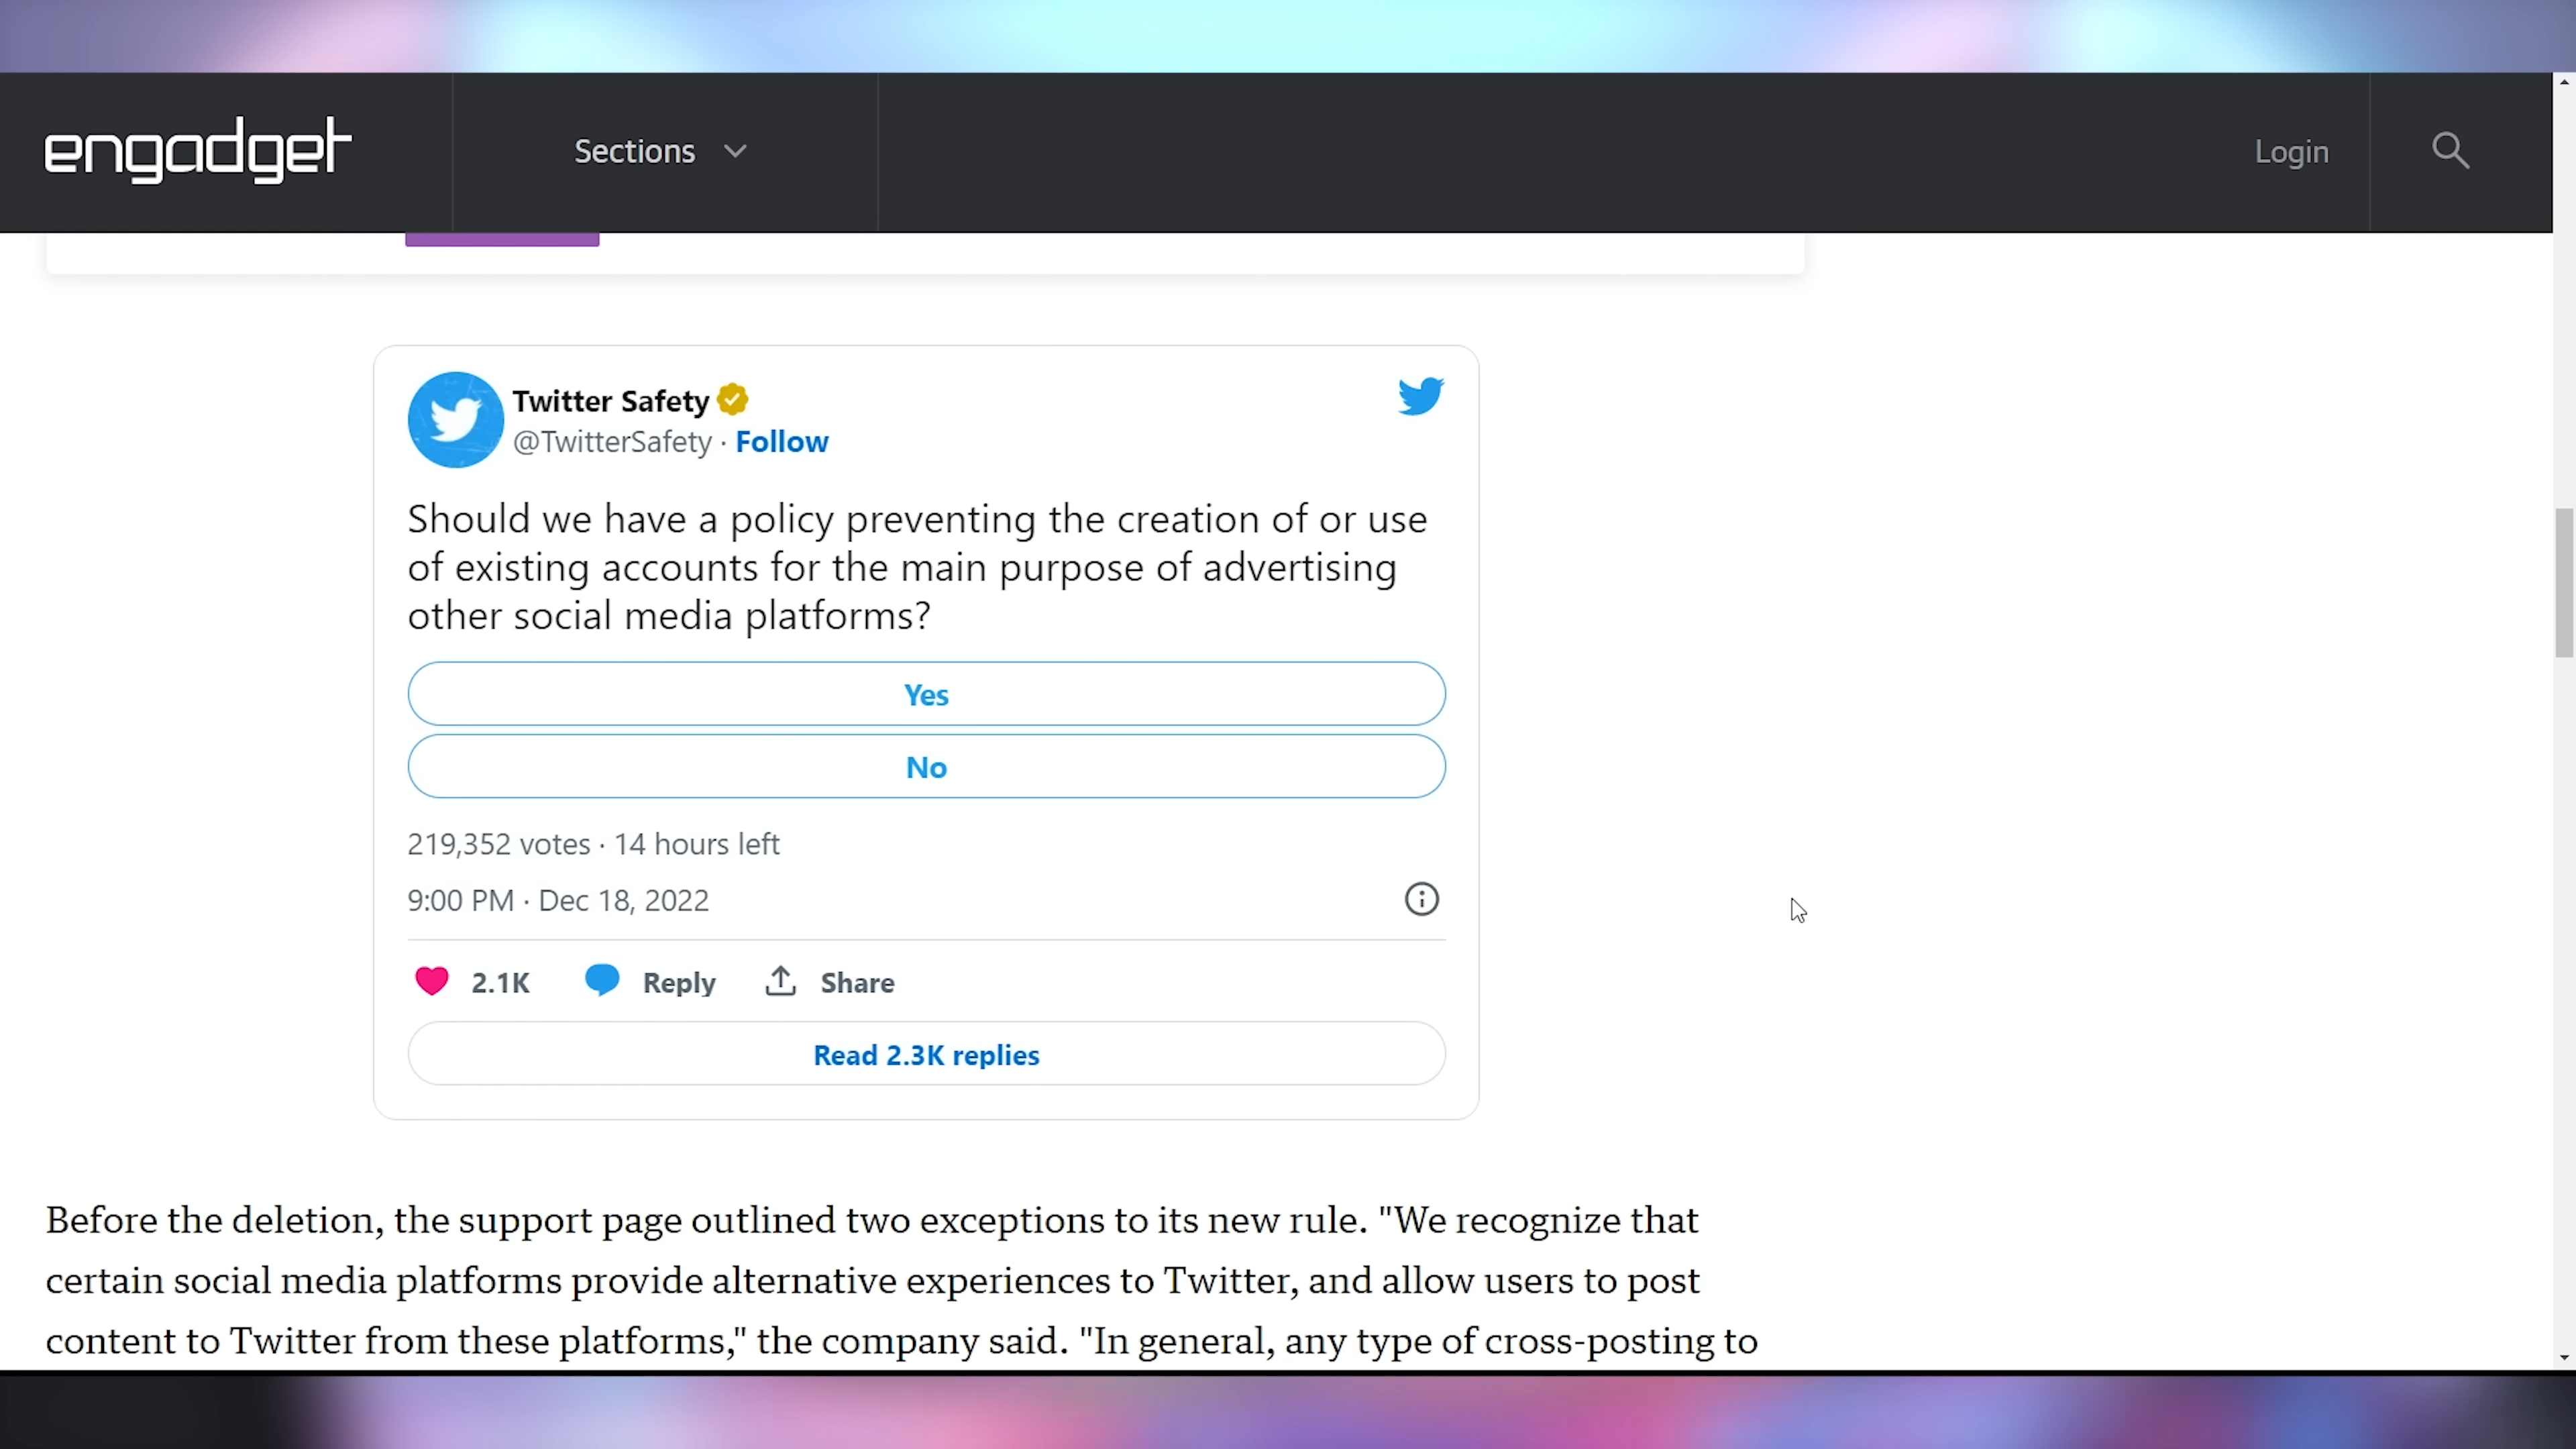 engadget
Sections
Login
Twitter Safety
@TwitterSafety · Follow
Should we have a policy preventing the creation of or use
of existing accounts for the main purpose of advertising
other social media platforms?
Yes
No
219,352 votes · 14 hours left
9:00 PM · Dec 18, 2022
2.1K Reply Share
Read 2.3K replies
Before the deletion, the support page outlined two exceptions to its new rule. "We recognize that
certain social media platforms provide alternative experiences to Twitter, and allow users to post
content to Twitter from these platforms," the company said. "In general, any type of cross-posting to